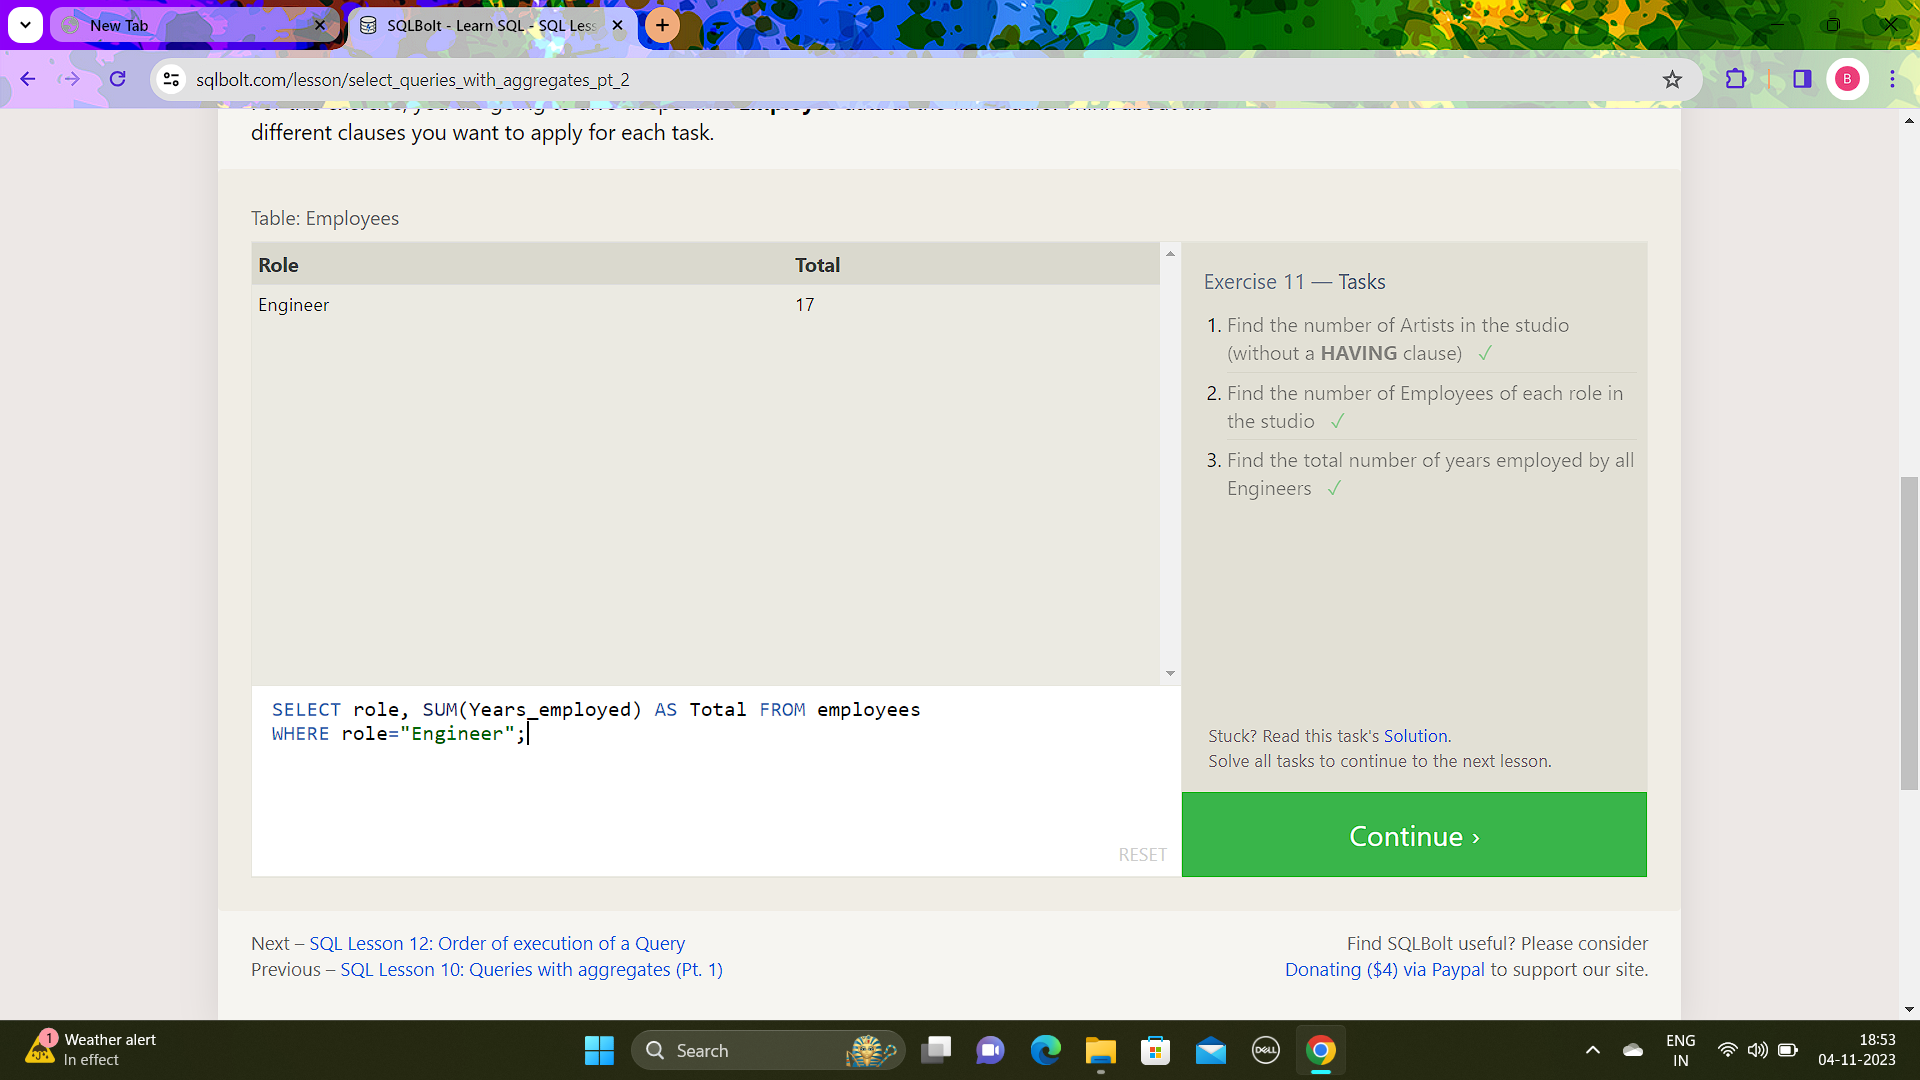 New Tab
SQLBolt - Learn SQL - SQL Less
sqlbolt.com/lesson/select_queries_with_aggregates_pt_2
B
different clauses you want to apply for each task.
Table: Employees
Role Total
Engineer 17
Exercise 11 — Tasks
1. Find the number of Artists in the studio
(without a HAVING clause) ✓
2. Find the number of Employees of each role in
the studio ✓
3. Find the total number of years employed by all
Engineers ✓
SELECT role, SUM(Years_employed) AS Total FROM employees
WHERE role="Engineer";
RESET
Stuck? Read this task's Solution.
Solve all tasks to continue to the next lesson.
Continue ›
Next – SQL Lesson 12: Order of execution of a Query
Previous – SQL Lesson 10: Queries with aggregates (Pt. 1)
Find SQLBolt useful? Please consider
Donating ($4) via Paypal to support our site.
1
Weather alert
In effect
Search
DELL
ENG
IN
18:53
04-11-2023